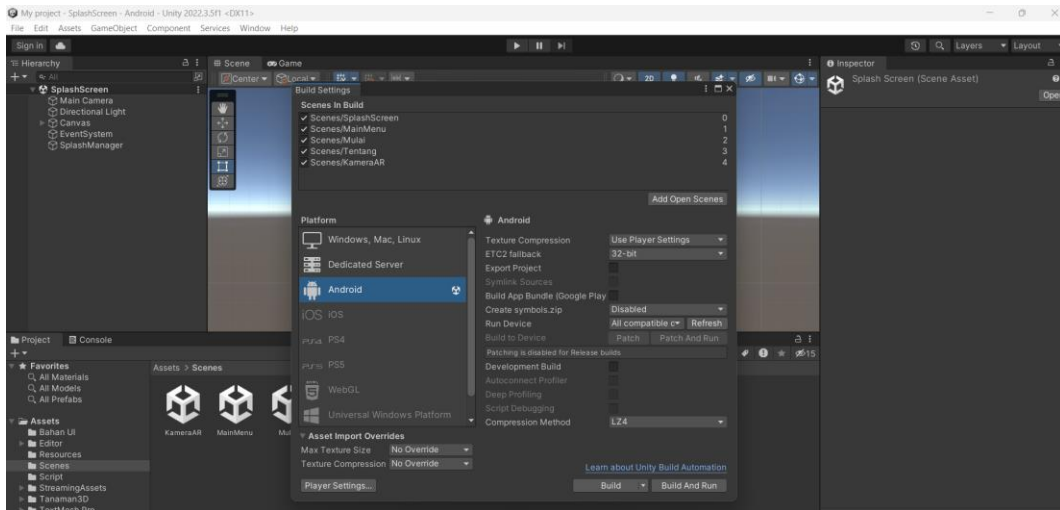 My project - SplashScreen - Android - Unity 2022.3.5f1 <DX11>
File Edit Assets GameObject Component Services Window Help
Sign in
Layers Layout
Hierarchy
All
SplashScreen
Main Camera
Directional Light
Canvas
EventSystem
SplashManager
Scene Game
Center Local 2D
Build Settings
Scenes In Build
Scenes/SplashScreen 0
Scenes/MainMenu 1
Scenes/Mulai 2
Scenes/Tentang 3
Scenes/KameraAR 4
Add Open Scenes
Platform
Windows, Mac, Linux
Dedicated Server
Android
iOS iOS
PS4 PS4
PS5 PS5
WebGL
Universal Windows Platform
Android
Texture Compression Use Player Settings
ETC2 fallback 32-bit
Export Project
Symlink Sources
Build App Bundle (Google Play
Create symbols.zip Disabled
Run Device All compatible c Refresh
Build to Device Patch Patch And Run
Patching is disabled for Release builds
Development Build
Autoconnect Profiler
Deep Profiling
Script Debugging
Compression Method LZ4
Asset Import Overrides
Max Texture Size No Override
Texture Compression No Override
Learn about Unity Build Automation
Player Settings... Build Build And Run
Inspector
Splash Screen (Scene Asset)
Ope
Project Console
15
Favorites
All Materials
All Models
All Prefabs
Assets
Bahan UI
Editor
Resources
Scenes
Script
StreamingAssets
Tanaman3D
TextMesh Pro
Assets > Scenes
KameraAR MainMenu Mul